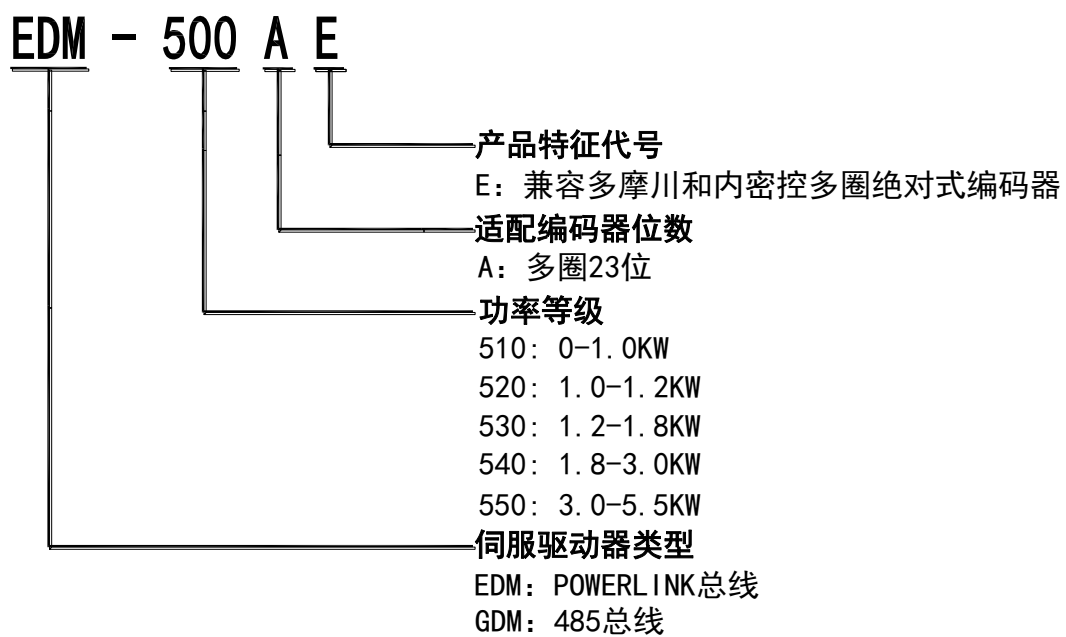 EDM - 500 A E
产品特征代号
E: 兼容多摩川和内密控多圈绝对式编码器
适配编码器位数
A: 多圈23位
功率等级
510: 0-1.0KW
520: 1.0-1.2KW
530: 1.2-1.8KW
540: 1.8-3.0KW
550: 3.0-5.5KW
伺服驱动器类型
EDM: POWERLINK总线
GDM: 485总线